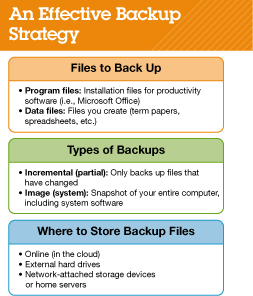 An Effective Backup
Strategy
Files to Back Up
• Program files: Installation files for productivity
software (i.e., Microsoft Office)
• Data files: Files you create (term papers,
spreadsheets, etc.)
Types of Backups
• Incremental (partial): Only backs up files that
have changed
• Image (system): Snapshot of your entire computer,
including system software
Where to Store Backup Files
• Online (in the cloud)
• External hard drives
• Network-attached storage devices
or home servers